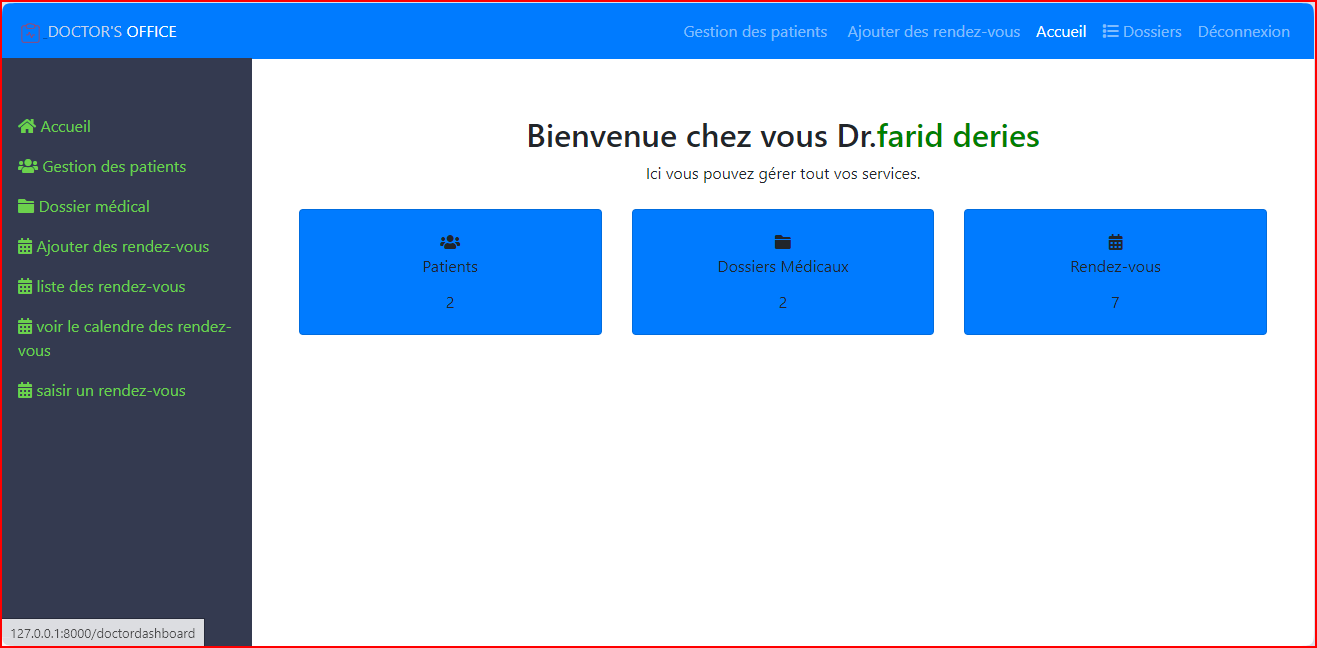 DOCTOR'S OFFICE
Gestion des patients Ajouter des rendez-vous Accueil Dossiers Déconnexion
Accueil
Gestion des patients
Dossier médical
Ajouter des rendez-vous
liste des rendez-vous
voir le calendre des rendez-
vous
saisir un rendez-vous
Bienvenue chez vous Dr.farid deries
Ici vous pouvez gérer tout vos services.
Patients
2
Dossiers Médicaux
2
Rendez-vous
7
127.0.0.1:8000/doctordashboard